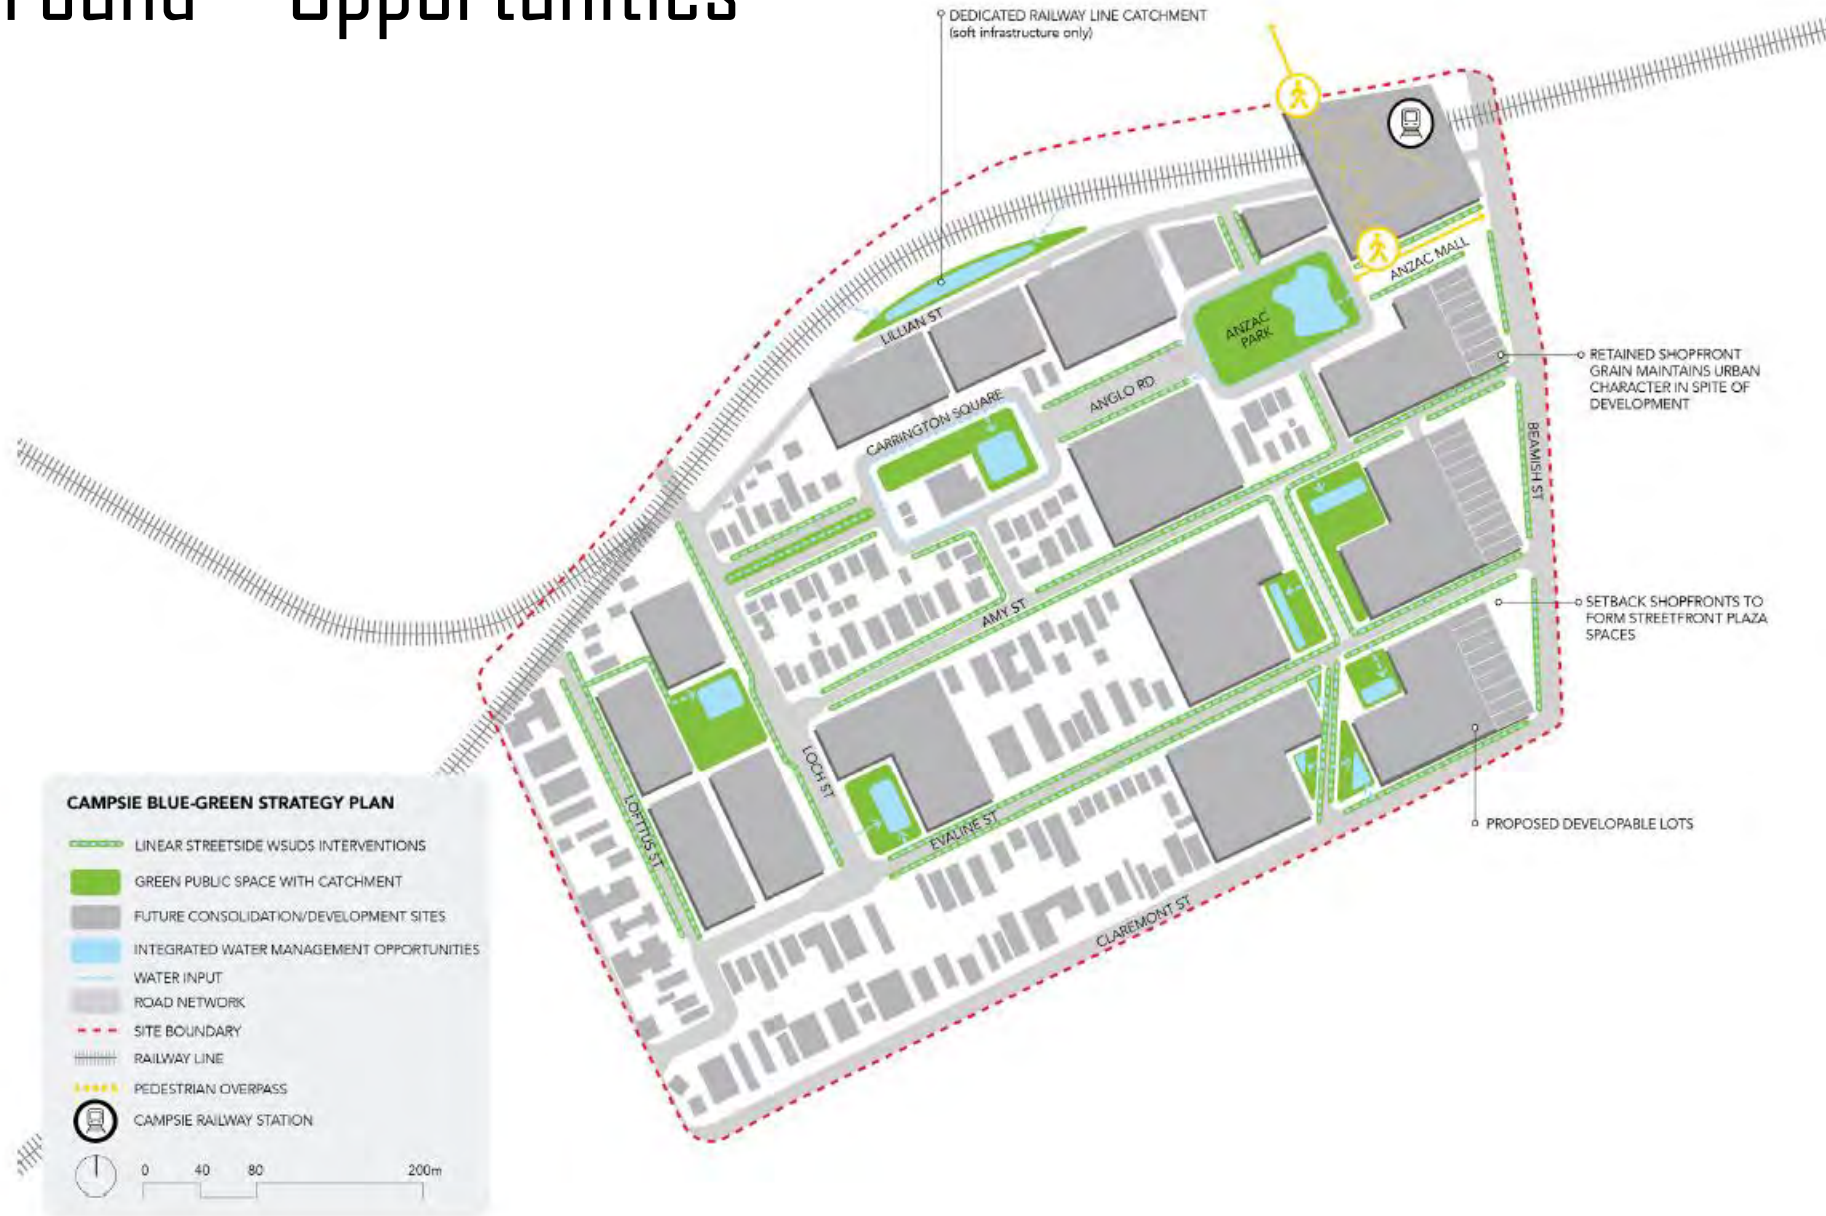 Opportunities
DEDICATED RAILWAY LINE CATCHMENT
(soft infrastructure only)
ANZAC MALL
LILLIAN ST
ANZAC
PARK
RETAINED SHOPFRONT
GRAIN MAINTAINS URBAN
CHARACTER IN SPITE OF
DEVELOPMENT
ANGLO RD
CARRINGTON SQUARE
BEAMISH ST
AMY ST
SETBACK SHOPFRONTS TO
FORM STREETFRONT PLAZA
SPACES
LOCH ST
LOFTTUS ST
EVALINE ST
PROPOSED DEVELOPABLE LOTS
CLAREMONT ST
CAMPSIE BLUE-GREEN STRATEGY PLAN
LINEAR STREETSIDE WSUDS INTERVENTIONS
GREEN PUBLIC SPACE WITH CATCHMENT
FUTURE CONSOLIDATION/DEVELOPMENT SITES
INTEGRATED WATER MANAGEMENT OPPORTUNITIES
WATER INPUT
ROAD NETWORK
SITE BOUNDARY
RAILWAY LINE
PEDESTRIAN OVERPASS
CAMPSIE RAILWAY STATION
0 40 80 200m